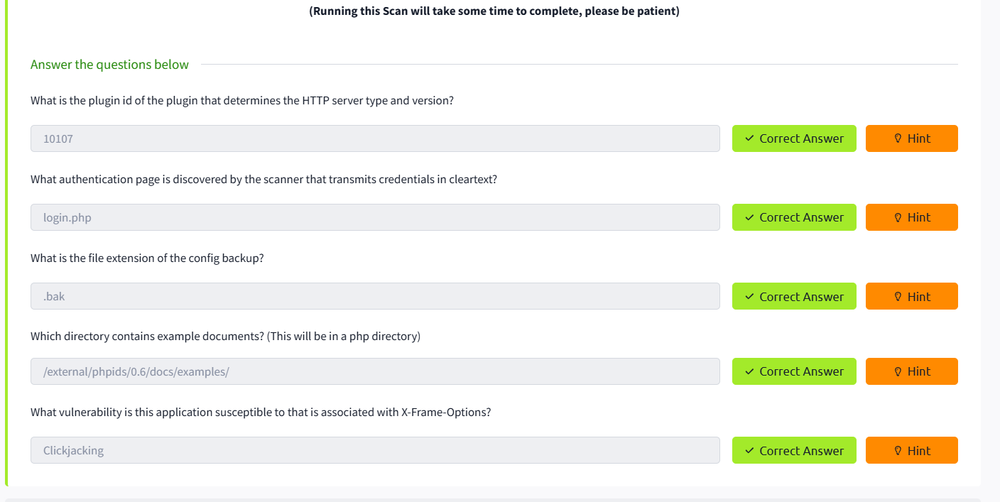 (Running this Scan will take some time to complete, please be patient)
Answer the questions below
What is the plugin id of the plugin that determines the HTTP server type and version?
10107
Correct Answer
Hint
What authentication page is discovered by the scanner that transmits credentials in cleartext?
login.php
Correct Answer
Hint
What is the file extension of the config backup?
.bak
Correct Answer
Hint
Which directory contains example documents? (This will be in a php directory)
/external/phpids/0.6/docs/examples/
Correct Answer
Hint
What vulnerability is this application susceptible to that is associated with X-Frame-Options?
Clickjacking
Correct Answer
Hint